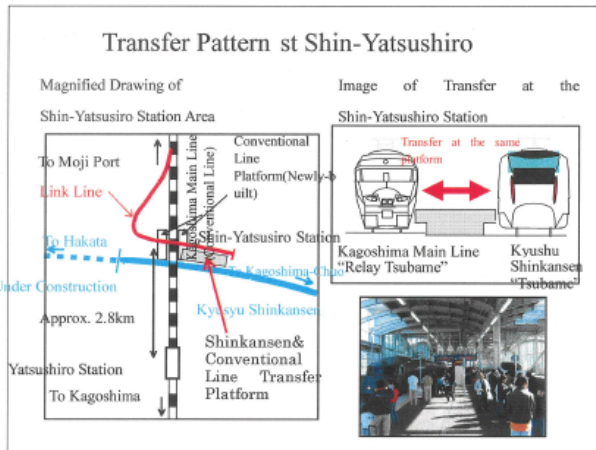 Transfer Pattern st Shin-Yatsushiro
Magnified Drawing of
Shin-Yatsusiro Station Area
To Moji Port
Link Line
To Hakata
Under Construction
Approx. 2.8km
Yatsushiro Station
To Kagoshima
Kagoshima Main Line
(Conventional Line)
Conventional
Line
Platform(Newly-b
uilt)
Shin-Yatsusiro Station
To Kagoshima-Chuo
Kyusyu Shinkansen
Shinkansen&
Conventional
Line Transfer
Platform
Image of Transfer at the
Shin-Yatsushiro Station
Transfer at the same
platform
Kagoshima Main Line
“Relay Tsubame”
Kyushu
Shinkansen
“Tsubame”